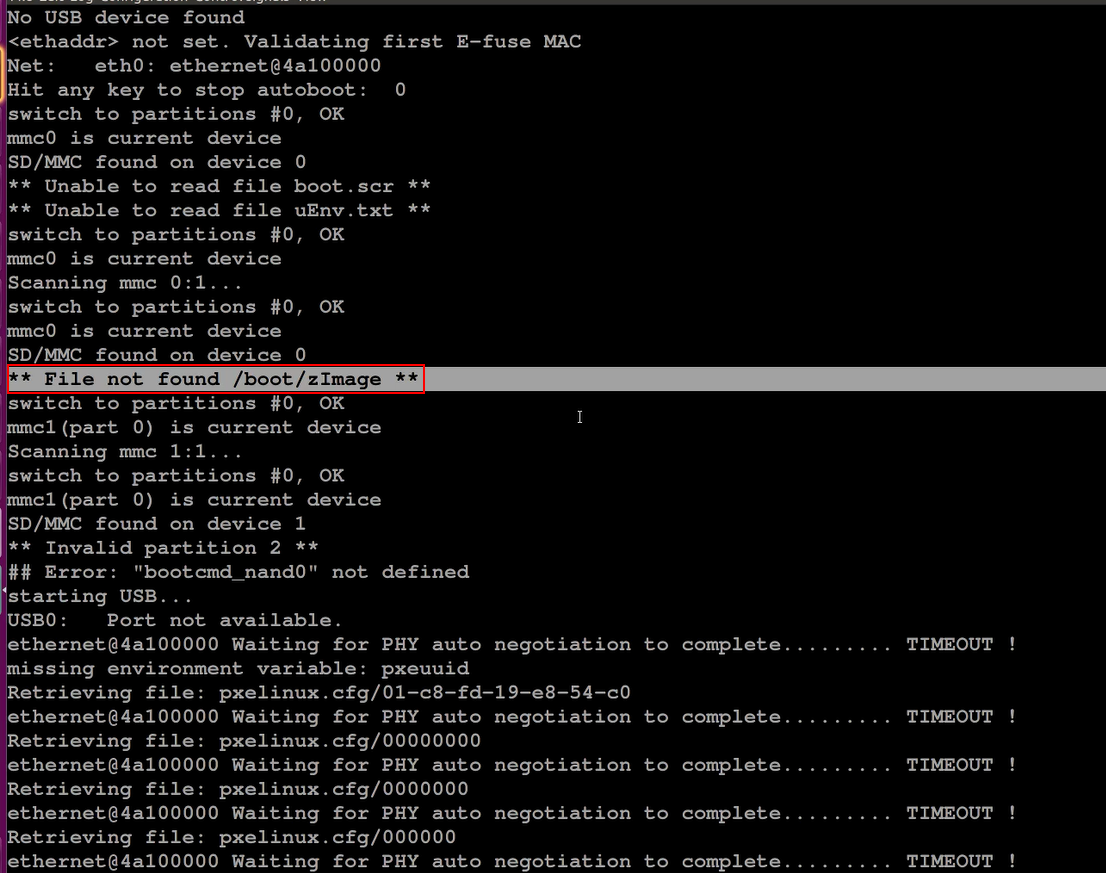 No USB device found
<ethaddr> not set. Validating first E-fuse MAC
Net:   eth0: ethernet@4a100000
Hit any key to stop autoboot:  0
switch to partitions #0, OK
mmc0 is current device
SD/MMC found on device 0
** Unable to read file boot.scr **
** Unable to read file uEnv.txt **
switch to partitions #0, OK
mmc0 is current device
Scanning mmc 0:1...
switch to partitions #0, OK
mmc0 is current device
SD/MMC found on device 0
** File not found /boot/zImage **
switch to partitions #0, OK
mmc1(part 0) is current device
Scanning mmc 1:1...
switch to partitions #0, OK
mmc1(part 0) is current device
SD/MMC found on device 1
** Invalid partition 2 **
## Error: "bootcmd_nand0" not defined
starting USB...
USB0:   Port not available.
ethernet@4a100000 Waiting for PHY auto negotiation to complete......... TIMEOUT !
missing environment variable: pxeuuid
Retrieving file: pxelinux.cfg/01-c8-fd-19-e8-54-c0
ethernet@4a100000 Waiting for PHY auto negotiation to complete......... TIMEOUT !
Retrieving file: pxelinux.cfg/00000000
ethernet@4a100000 Waiting for PHY auto negotiation to complete......... TIMEOUT !
Retrieving file: pxelinux.cfg/0000000
ethernet@4a100000 Waiting for PHY auto negotiation to complete......... TIMEOUT !
Retrieving file: pxelinux.cfg/000000
ethernet@4a100000 Waiting for PHY auto negotiation to complete......... TIMEOUT !